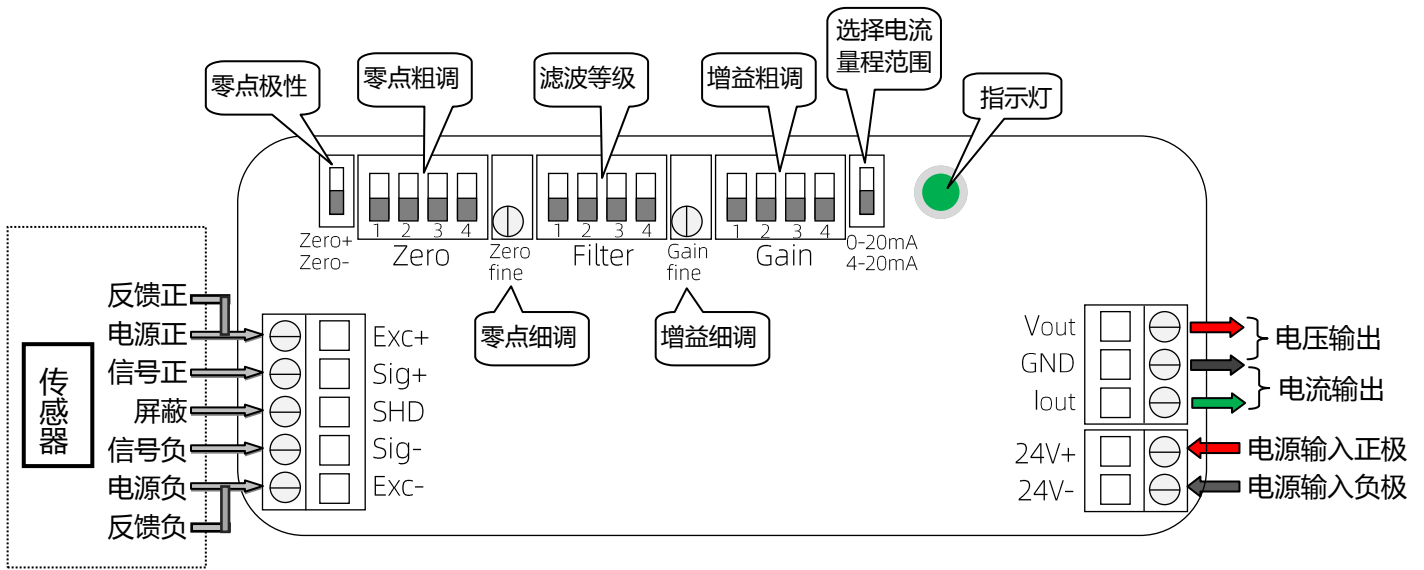 选择电流
量程范围
零点极性
零点粗调
滤波等级
增益粗调
指示灯
1 2 3 4
1 2 3 4
1 2 3 4
Zero+
Zero-
Zero
Zero
fine
Filter
Gain
fine
Gain
0-20mA
4-20mA
零点细调
增益细调
传感器
反馈正
电源正
信号正
屏蔽
信号负
电源负
反馈负
Exc+
Sig+
SHD
Sig-
Exc-
Vout
GND
Iout
24V+
24V-
电压输出
电流输出
电源输入正极
电源输入负极